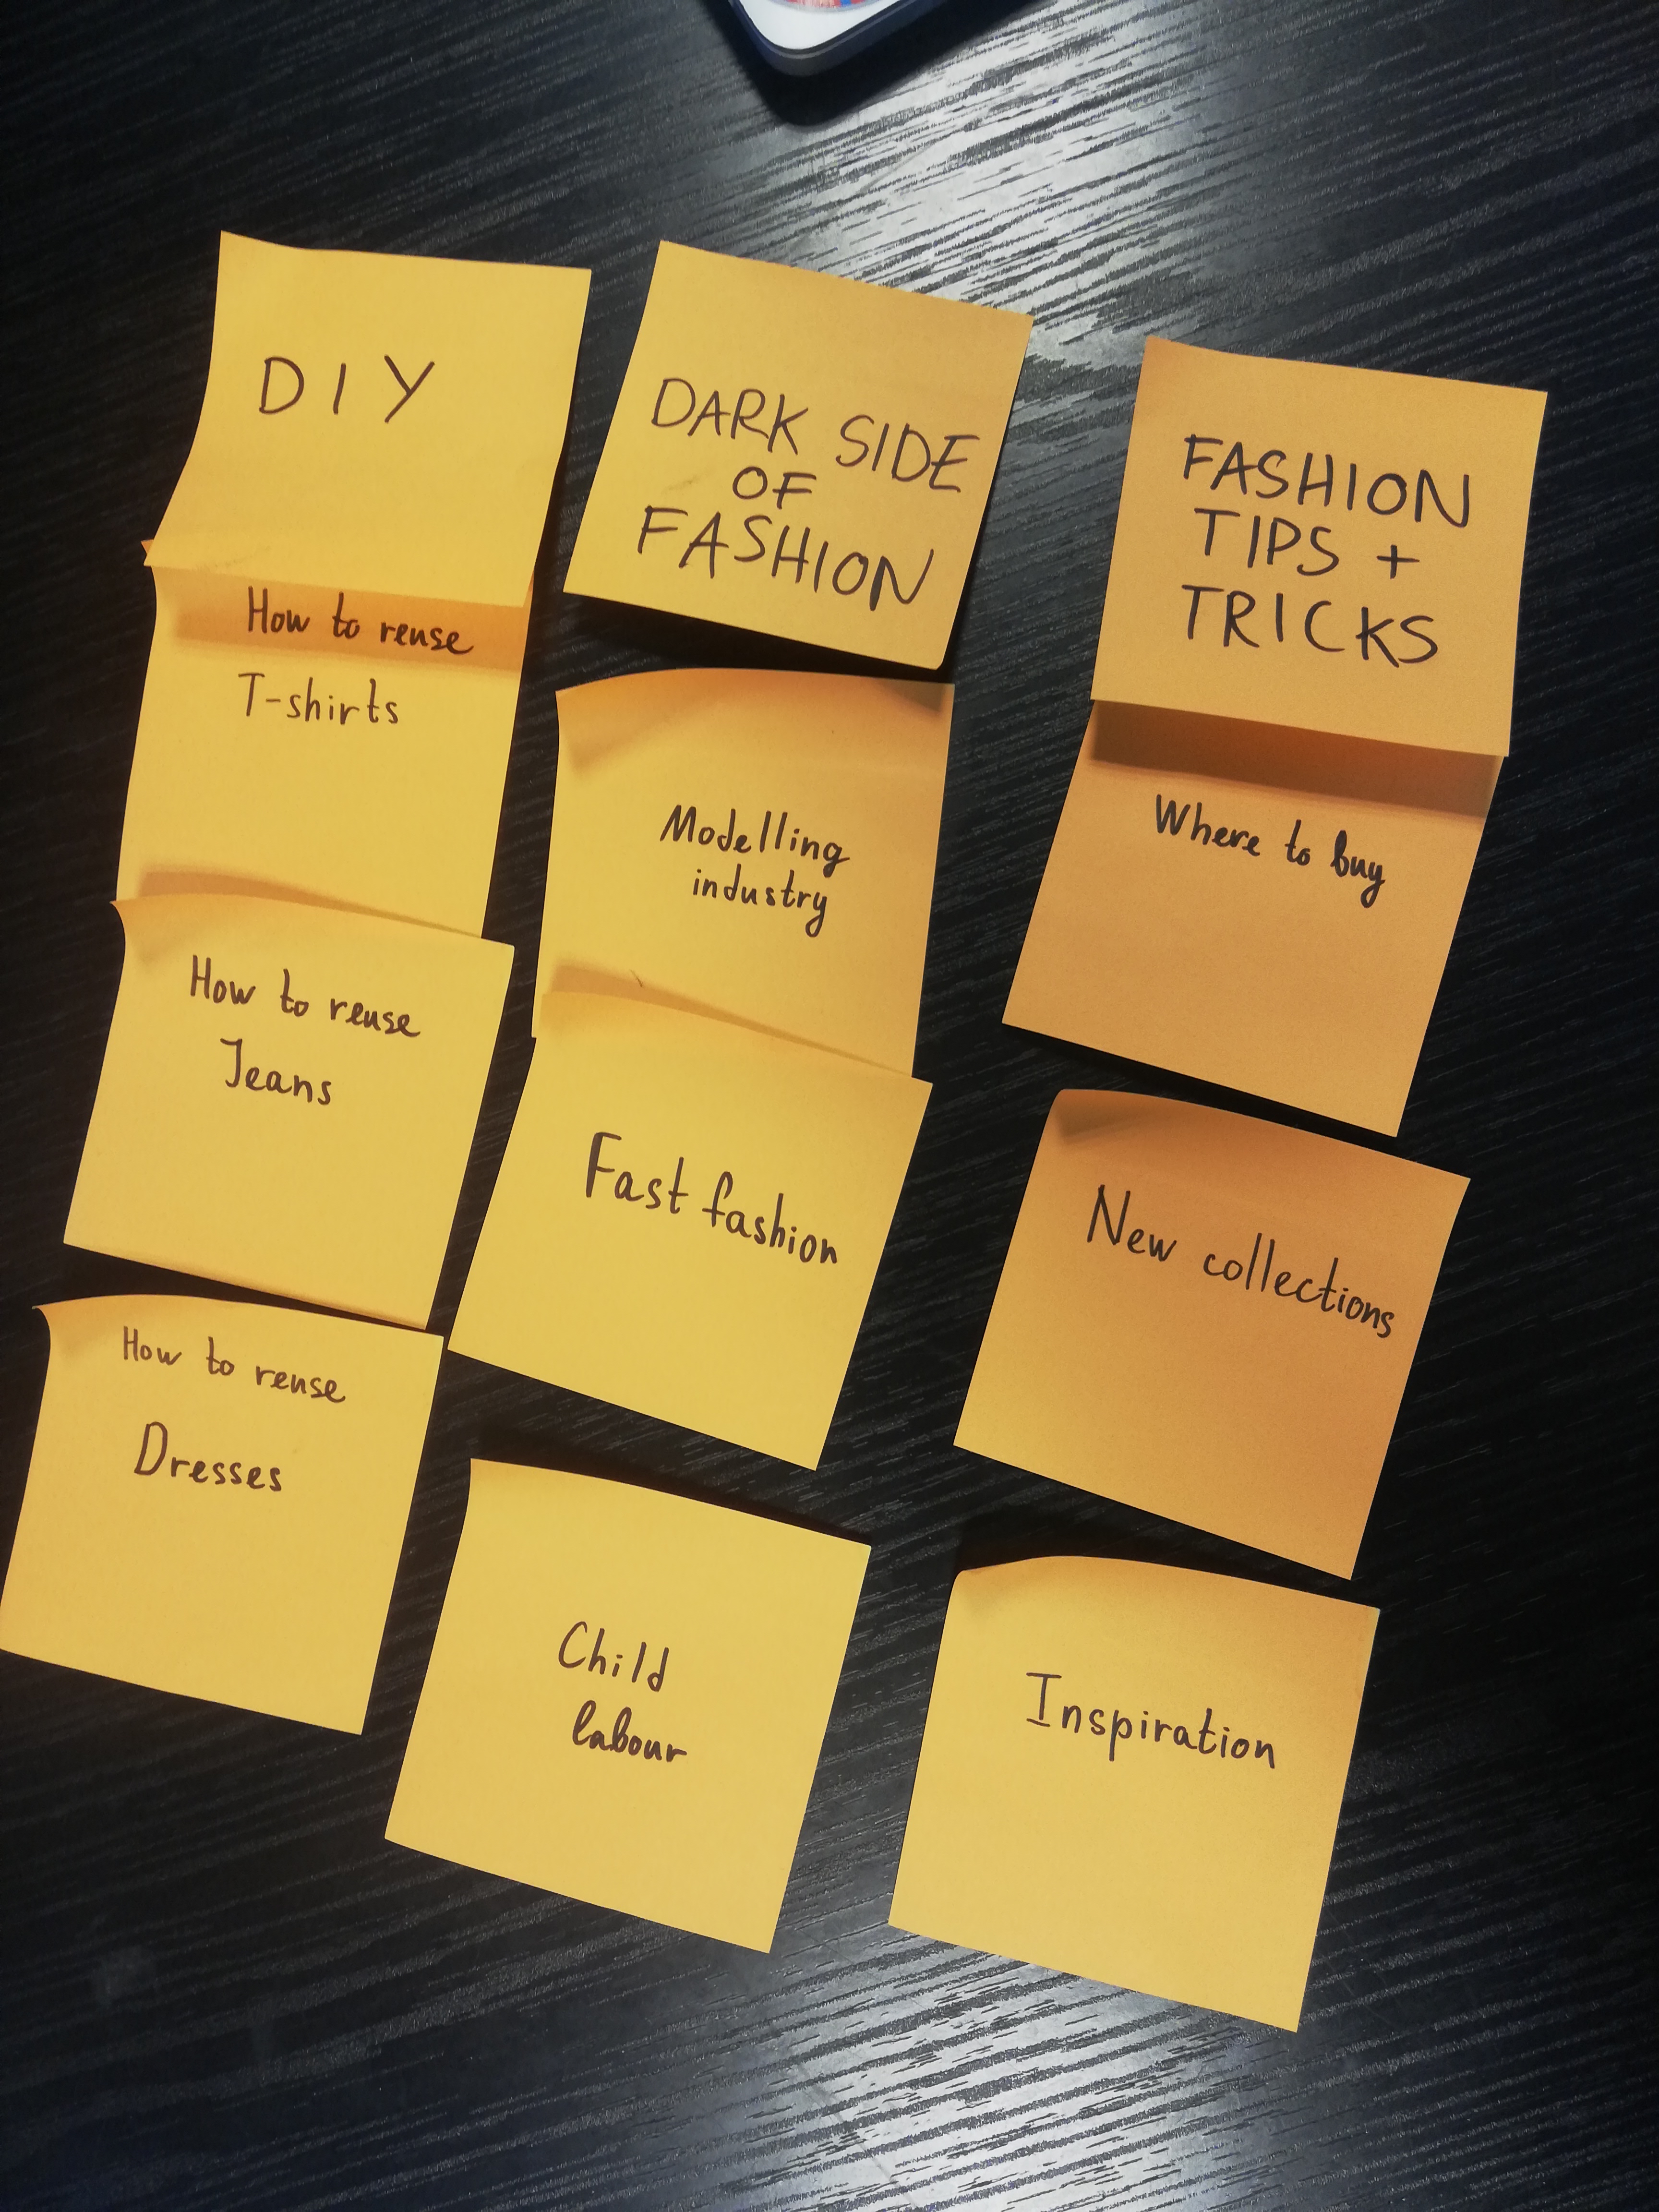 DIY
How to reuse
T-shirts
How to reuse
Jeans
How to reuse
Dresses
DARK SIDE
OF
FASHION
Modelling
industry
Fast fashion
Child
labour
FASHION
TIPS +
TRICKS
Where to buy
New collections
Inspiration